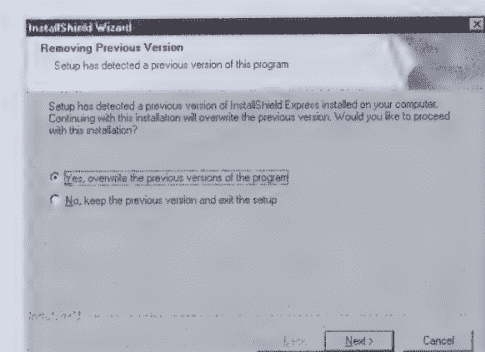 InstallShield Wizard
Removing Previous Version
Setup has detected a previous version of this program
Setup has detected a previous version of InstallShield Express installed on your computer.
Continuing with this installation will overwrite the previous version. Would you like to proceed
with this installation?
Yes, overwrite the previous versions of the program
No, keep the previous version and exit the setup
InstallShield
< Back
Next >
Cancel